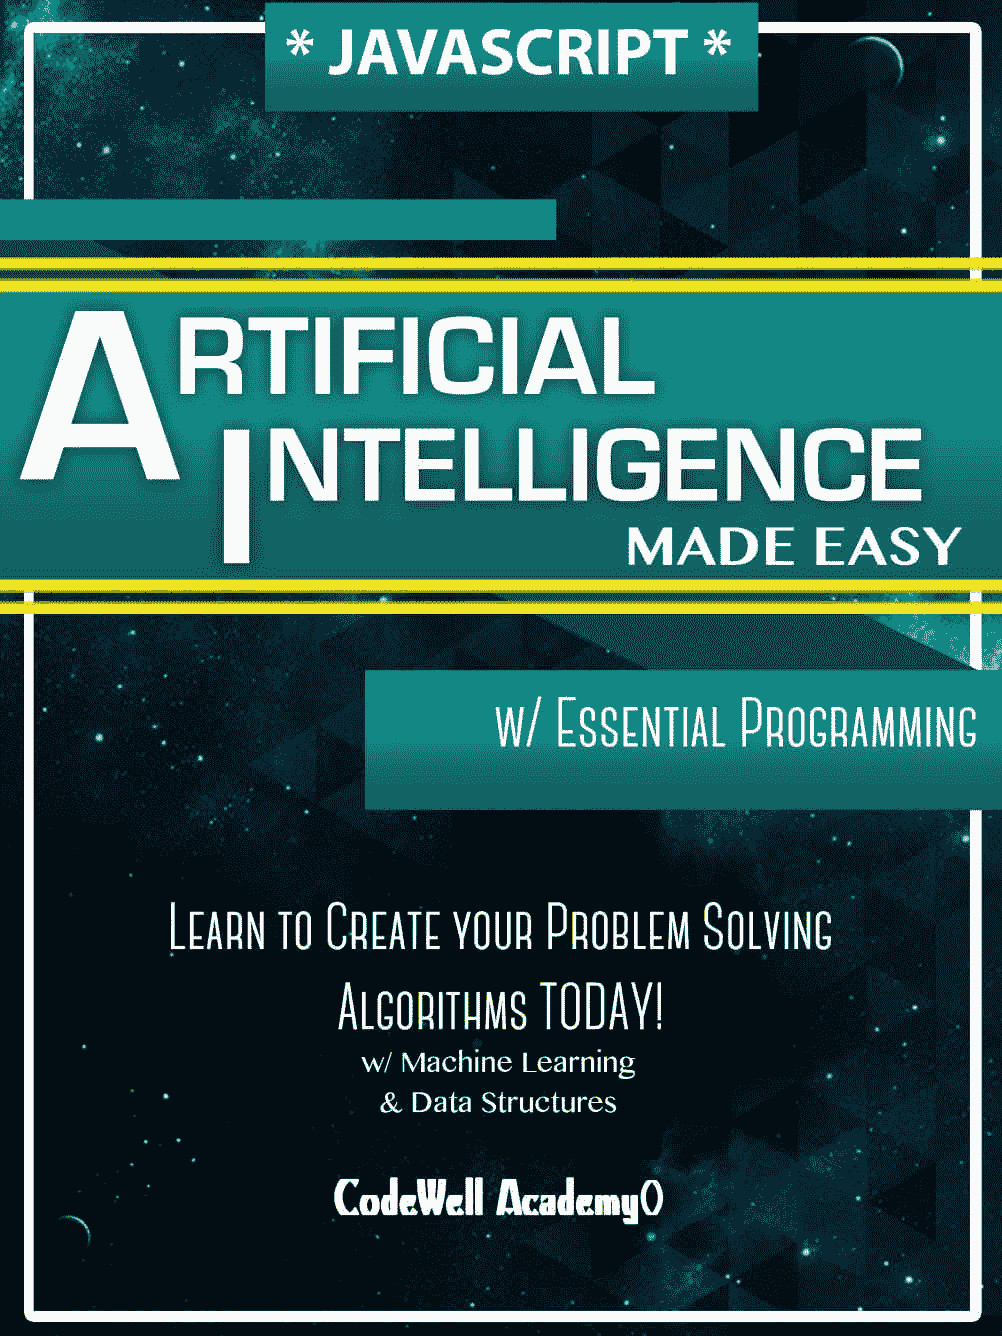 * JAVASCRIPT *
ARTIFICIAL
INTELLIGENCE
MADE EASY
W/ ESSENTIAL PROGRAMMING
LEARN TO CREATE YOUR PROBLEM SOLVING
ALGORITHMS TODAY!
w/ Machine Learning
& Data Structures
CodeWell Academy()